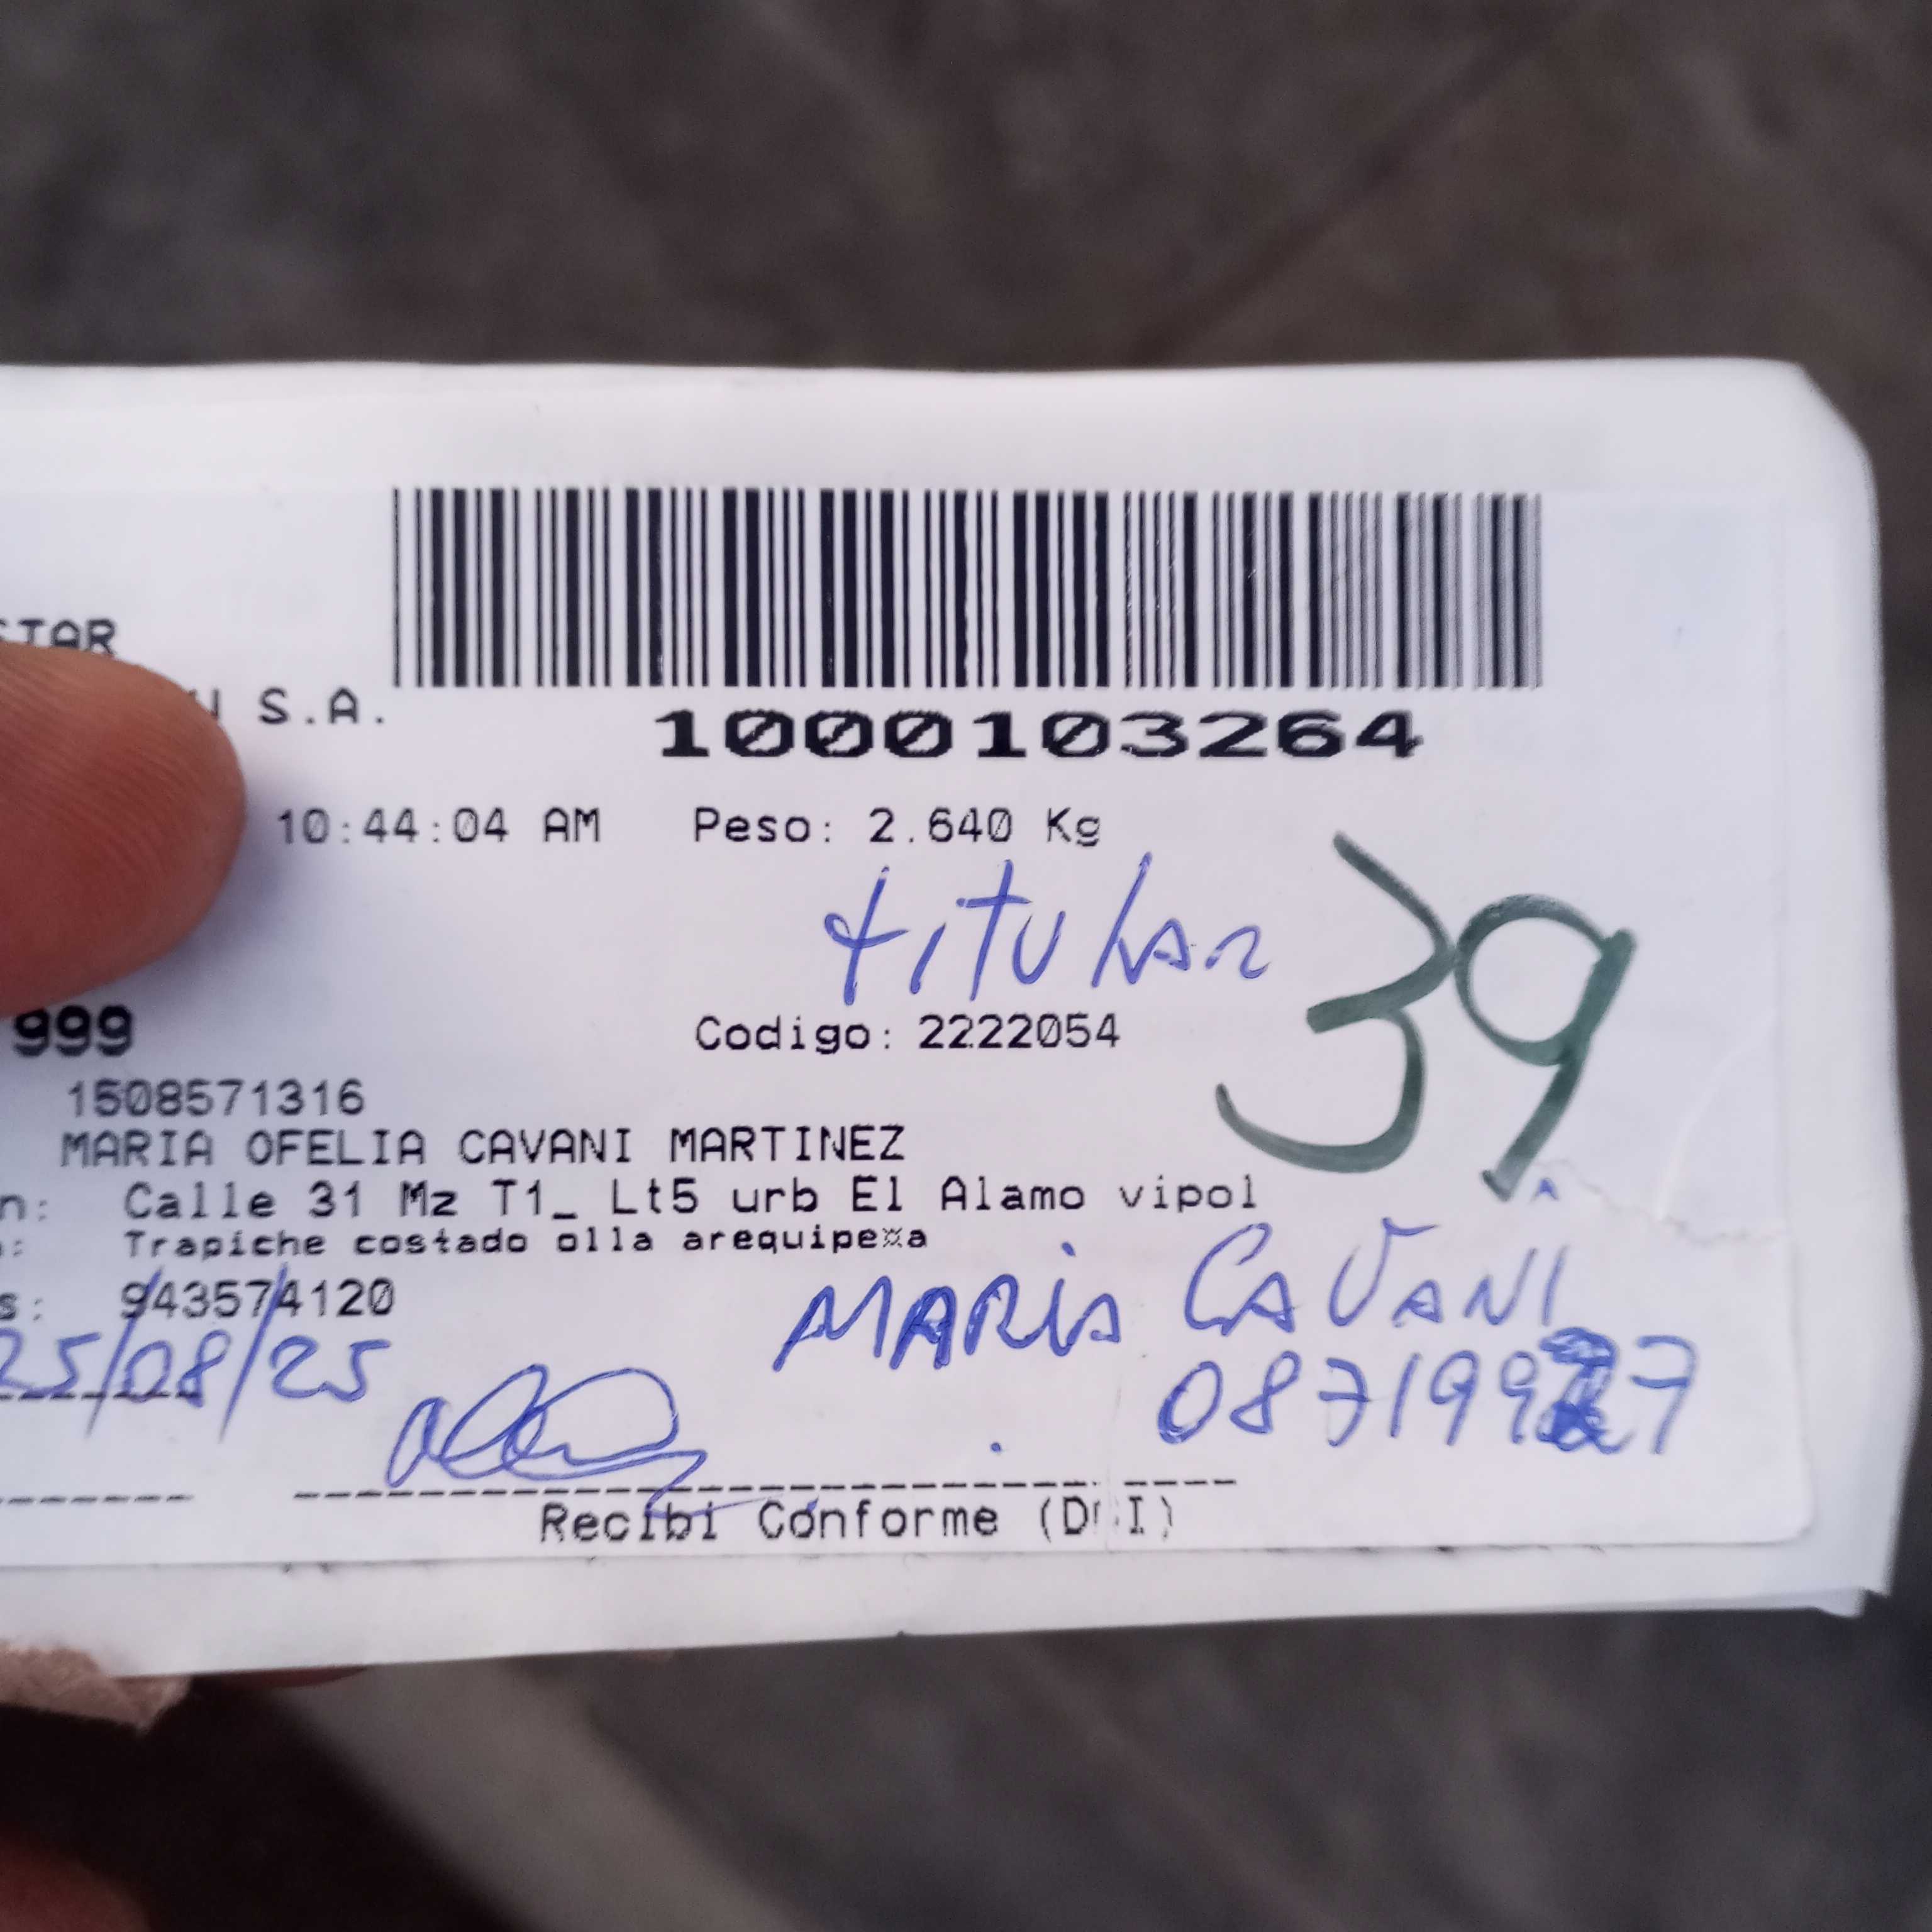 S.A.
1000103264
10:44:04 AM Peso: 2.640 Kg
titular
39
999
Codigo: 2222054
1508571316
MARIA OFELIA CAVANI MARTINEZ
n: Calle 31 Mz T1_ Lt5 urb El Alamo vipol
Trapiche costado olla arequipe¤a
s: 943574120
MARIA CAVANI
25/08/25
Recibi Conforme